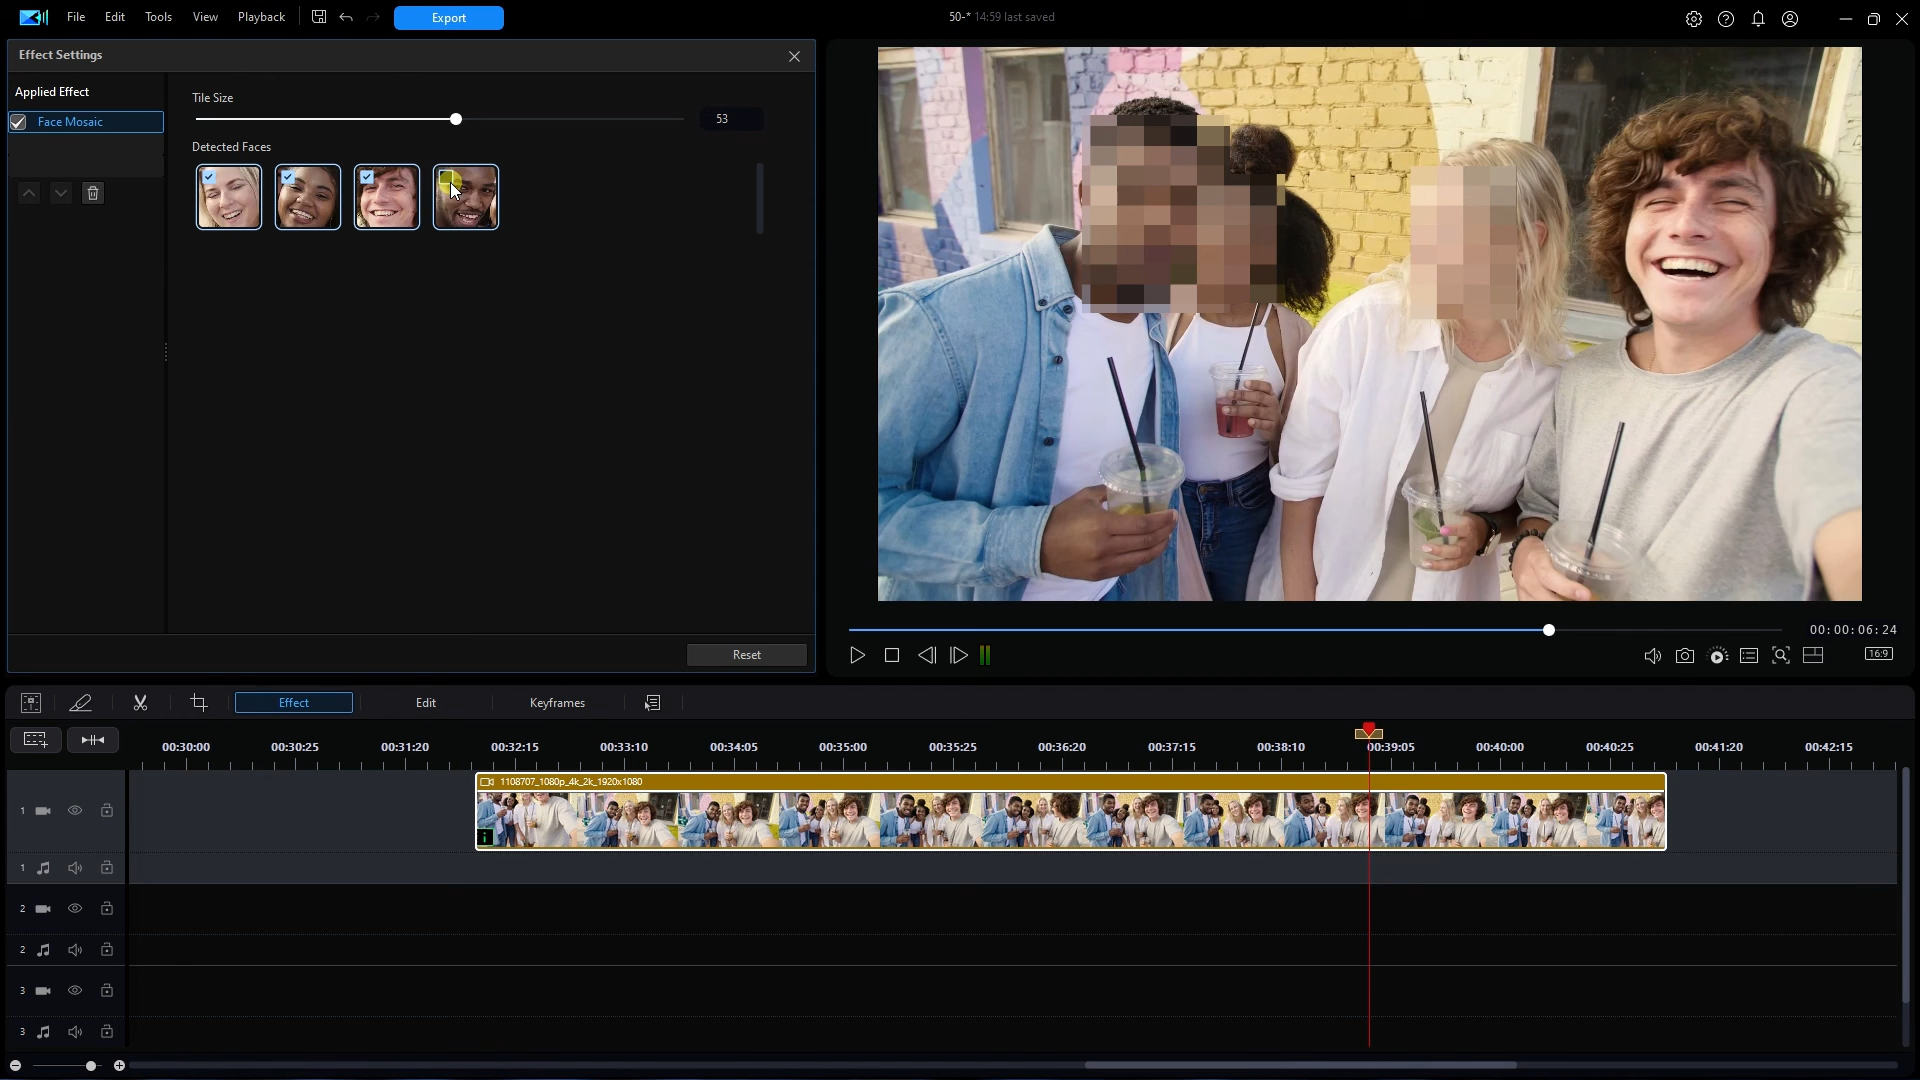 File Edit Tools View Playback Export 50-* 14:59 last saved
Effect Settings
Applied Effect
Face Mosaic
Tile Size
53
Detected Faces
Reset
00:00:06:24
16:9
Effect Edit Keyframes
00:30:00 00:30:25 00:31:20 00:32:15 00:33:10 00:34:05 00:35:00 00:35:25 00:36:20 00:37:15 00:38:10 00:39:05 00:40:00 00:40:25 00:41:20 00:42:15
1108707_1080p_4k_2k_1920x1080
i
1
1
2
2
3
3